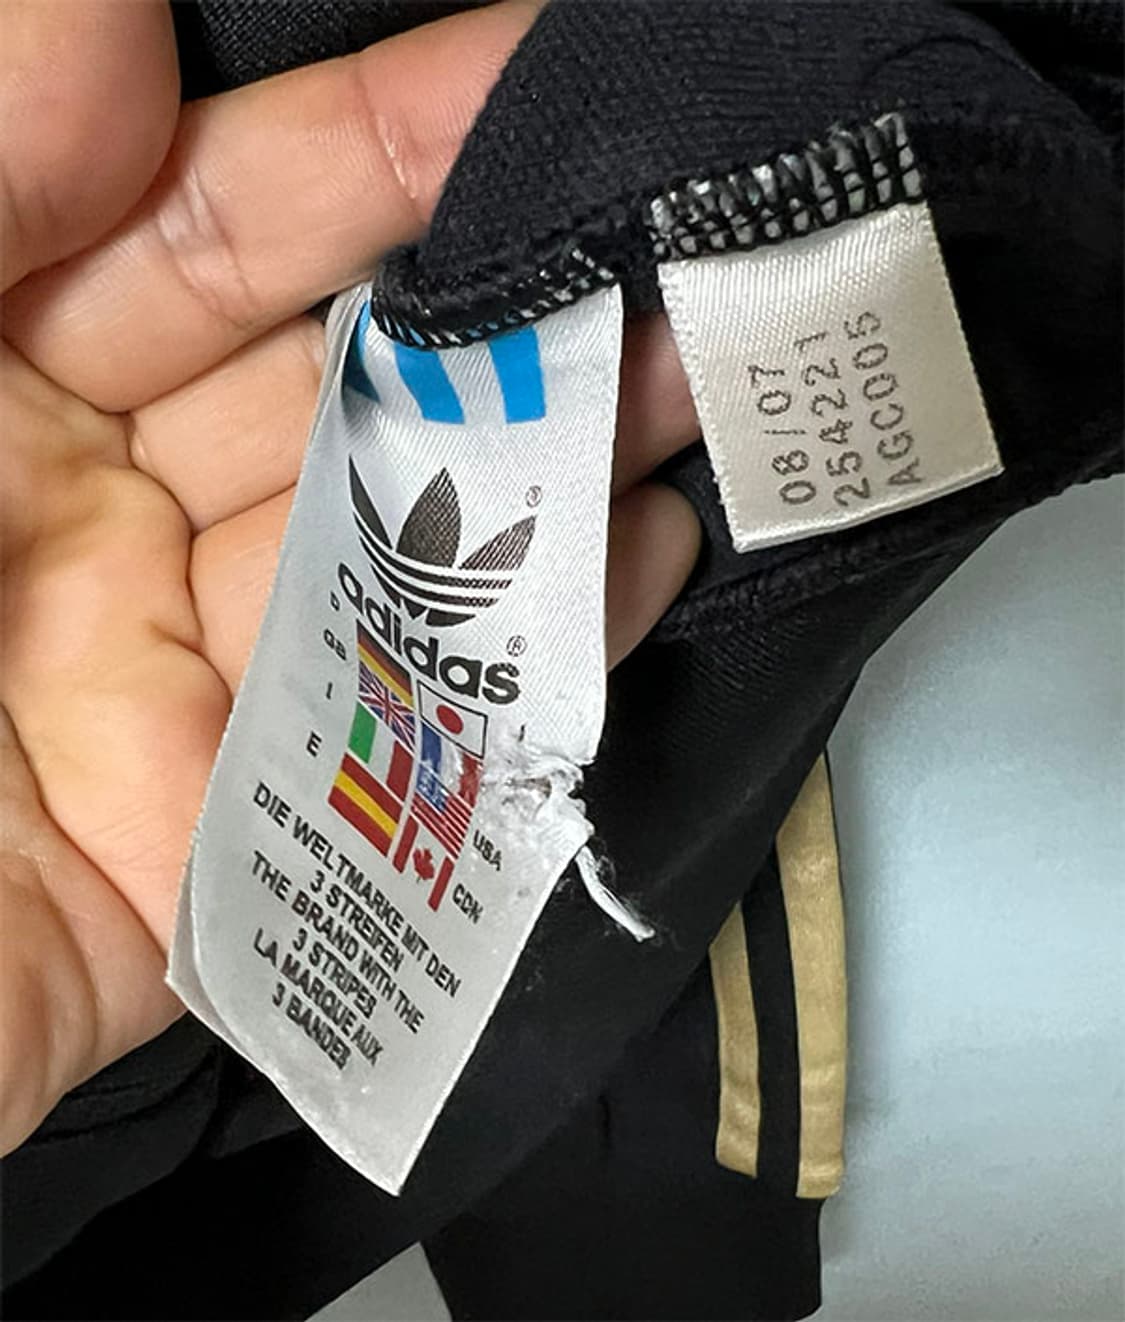 adidas
D
GB
I
E
USA
CDN
DIE WELTMARKE MIT DEN
3 STREIFEN
THE BRAND WITH THE
3 STRIPES
LA MARQUE AUX
3 BANDES
08/07
254221
AGC005